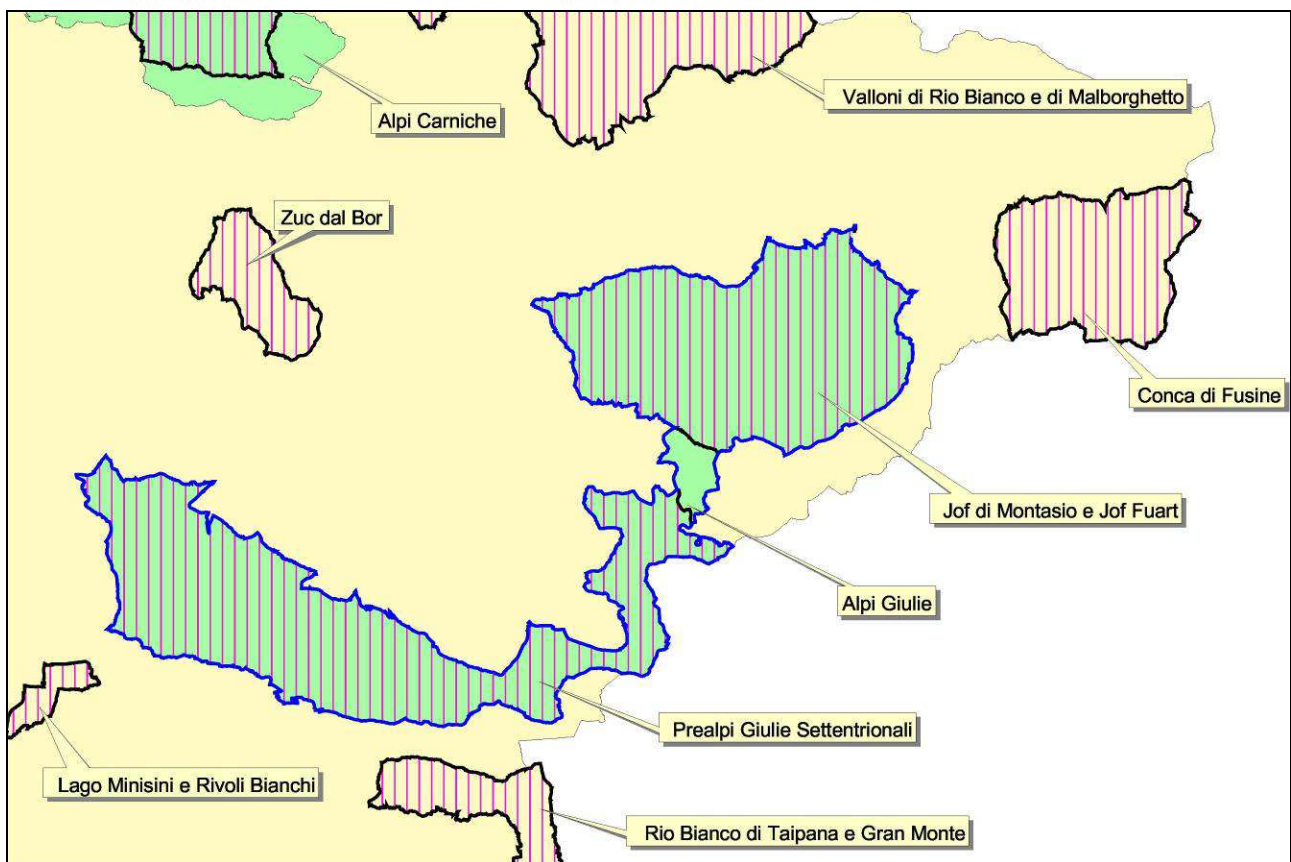 Valloni di Rio Bianco e di Malborghetto
Alpi Carniche
Zuc dal Bor
Conca di Fusine
Jof di Montasio e Jof Fuart
Alpi Giulie
Prealpi Giulie Settentrionali
Lago Minisini e Rivoli Bianchi
Rio Bianco di Taipana e Gran Monte